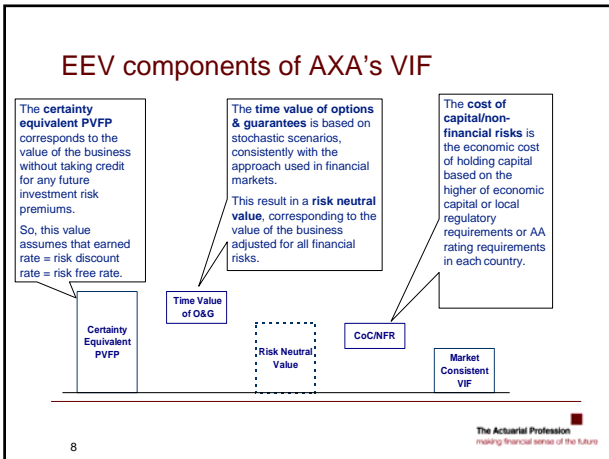 EEV components of AXA's VIF
The certainty
equivalent PVFP
corresponds to the
value of the business
without taking credit
for any future
investment risk
premiums.
So, this value
assumes that earned
rate = risk discount
rate = risk free rate.
The time value of options
& guarantees is based on
stochastic scenarios,
consistently with the
approach used in financial
markets.
This result in a risk neutral
value, corresponding to the
value of the business
adjusted for all financial
risks.
The cost of
capital/non-
financial risks is
the economic cost
of holding capital
based on the
higher of economic
capital or local
regulatory
requirements or AA
rating requirements
in each country.
Certainty
Equivalent
PVFP
Time Value
of O&G
Risk Neutral
Value
CoC/NFR
Market
Consistent
VIF
8
The Actuarial Profession
making financial sense of the future